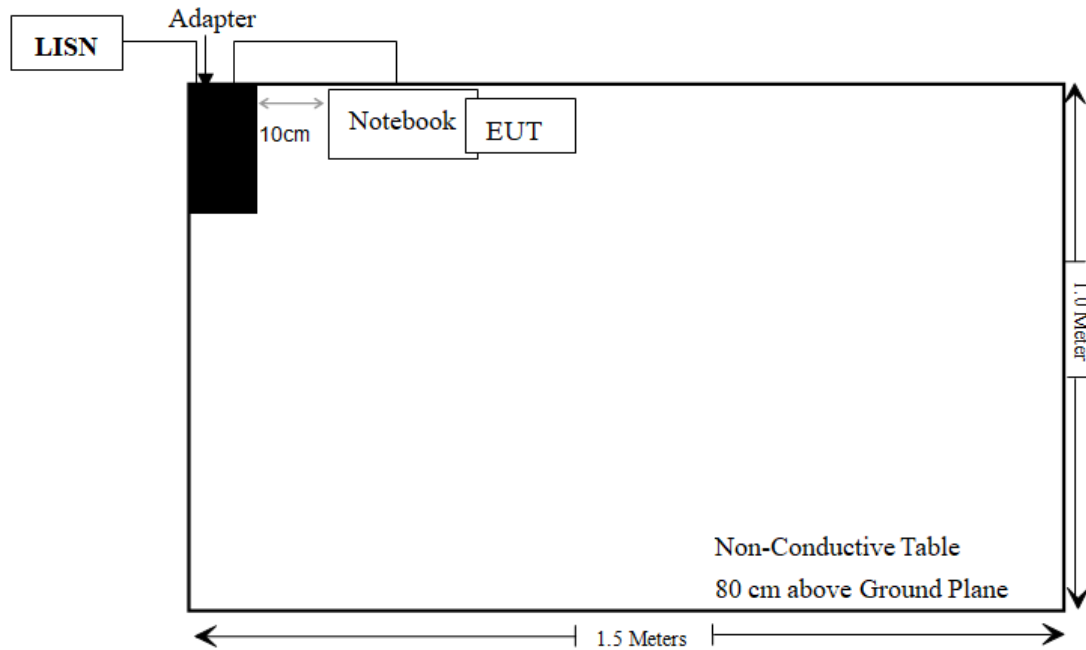 Adapter
LISN
10cm
Notebook
EUT
1.0 Meter
Non-Conductive Table
80 cm above Ground Plane
1.5 Meters